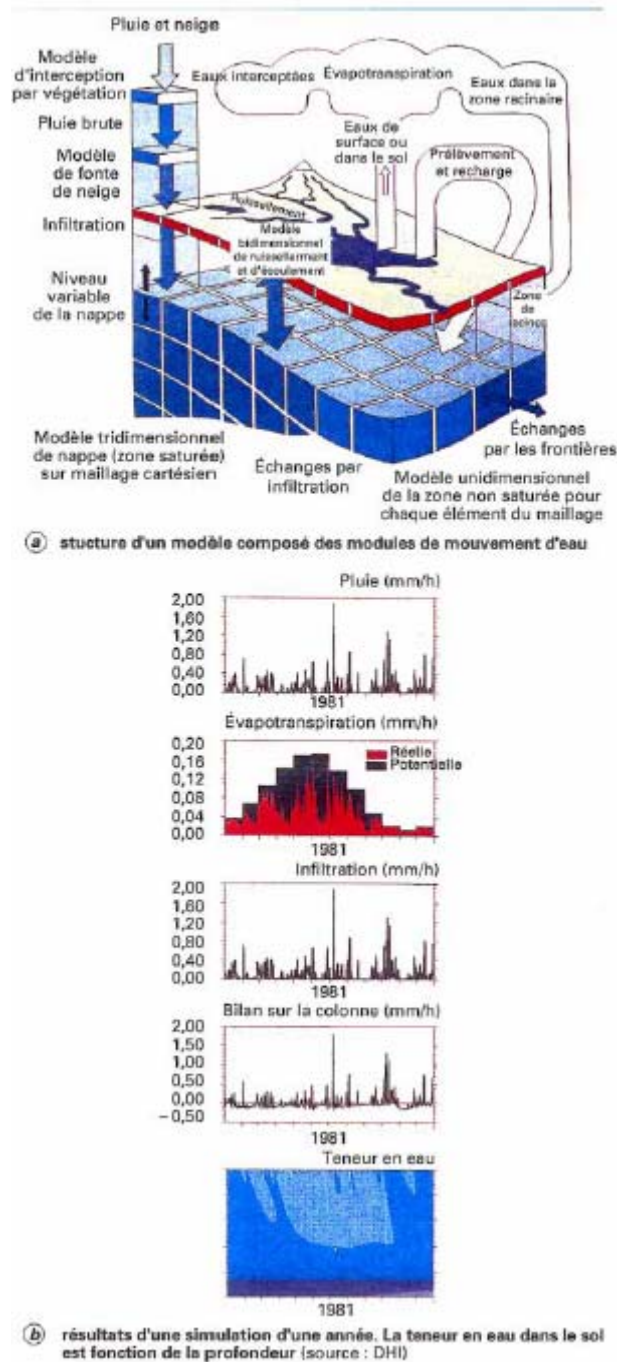 Pluie et neige
Modèle
d'interception
par végétation
Eaux interceptées
Évapotranspiration
Eaux dans la
zone racinaire
Pluie brute
Eaux de
surface ou
dans le sol
Modèle
de fonte
de neige
Prélèvement
et recharge
Infiltration
Ruissellement
Modèle
bidimensionnel
de ruissellement
et d'écoulement
Niveau
variable
de la nappe
Zone
de
racines
Modèle tridimensionnel
de nappe (zone saturée)
sur maillage cartésien
Échanges par
infiltration
Échanges
par les frontières
Modèle unidimensionnel
de la zone non saturée pour
chaque élément du maillage
a stucture d'un modèle composé des modules de mouvement d'eau
Pluie (mm/h)
2,00
1,60
1,20
0,80
0,40
0,00
1981
Évapotranspiration (mm/h)
0,20
0,16
0,12
0,08
0,04
0,00
Réelle
Potentielle
1981
Infiltration (mm/h)
2,00
1,60
1,20
0,80
0,40
0,00
1981
Bilan sur la colonne (mm/h)
2,00
1,50
1,00
0,50
0,00
–0,50
1981
Teneur en eau
1981
b résultats d'une simulation d'une année. La teneur en eau dans le sol
est fonction de la profondeur (source : DHI)